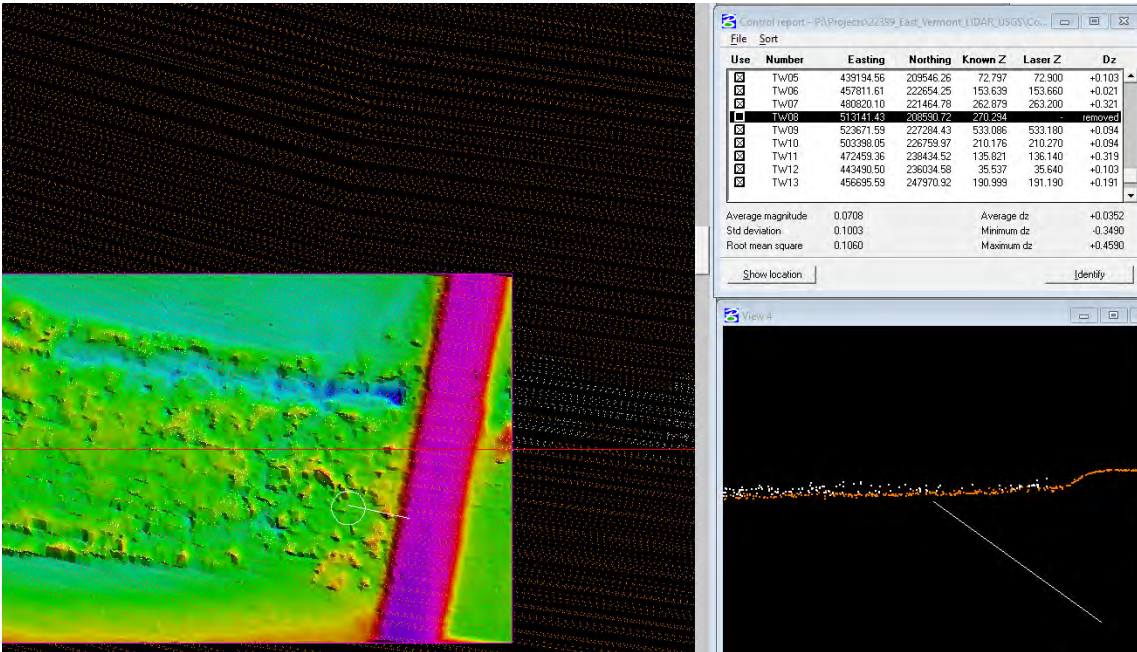 Control report - P:\Projects\22399_East_Vermont_LiDAR_USGS\Co...
File Sort
Use Number Easting Northing Known Z Laser Z Dz
TW05 439194.56 209546.26 72.797 72.900 +0.103
TW06 457811.61 222654.25 153.639 153.660 +0.021
TW07 480820.10 221464.78 262.879 263.200 +0.321
TW08 513141.43 208590.72 270.294 - removed
TW09 523671.59 227284.43 533.086 533.180 +0.094
TW10 503398.05 226759.97 210.176 210.270 +0.094
TW11 472459.36 238434.52 135.821 136.140 +0.319
TW12 443490.50 236034.58 35.537 35.640 +0.103
TW13 456695.59 247970.92 190.999 191.190 +0.191
Average magnitude 0.0708 Average dz +0.0352
Std deviation 0.1003 Minimum dz -0.3490
Root mean square 0.1060 Maximum dz +0.4590
Show location Identify
View 4